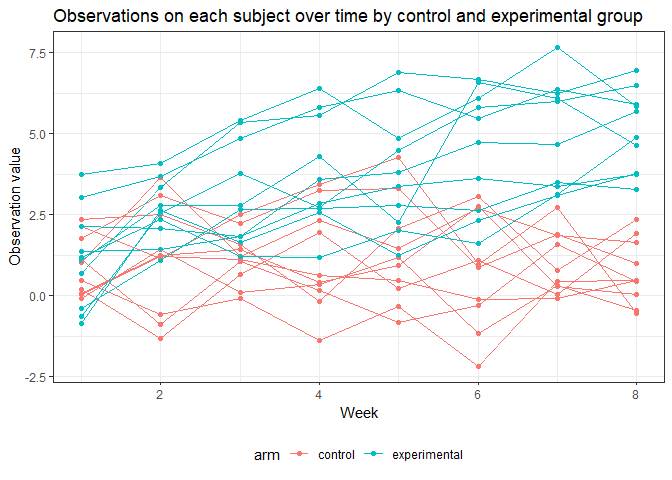 Observations on each subject over time by control and experimental group
7.5
5.0
2.5
0.0
-2.5
Observation value
2 4 6 8
Week
arm control experimental